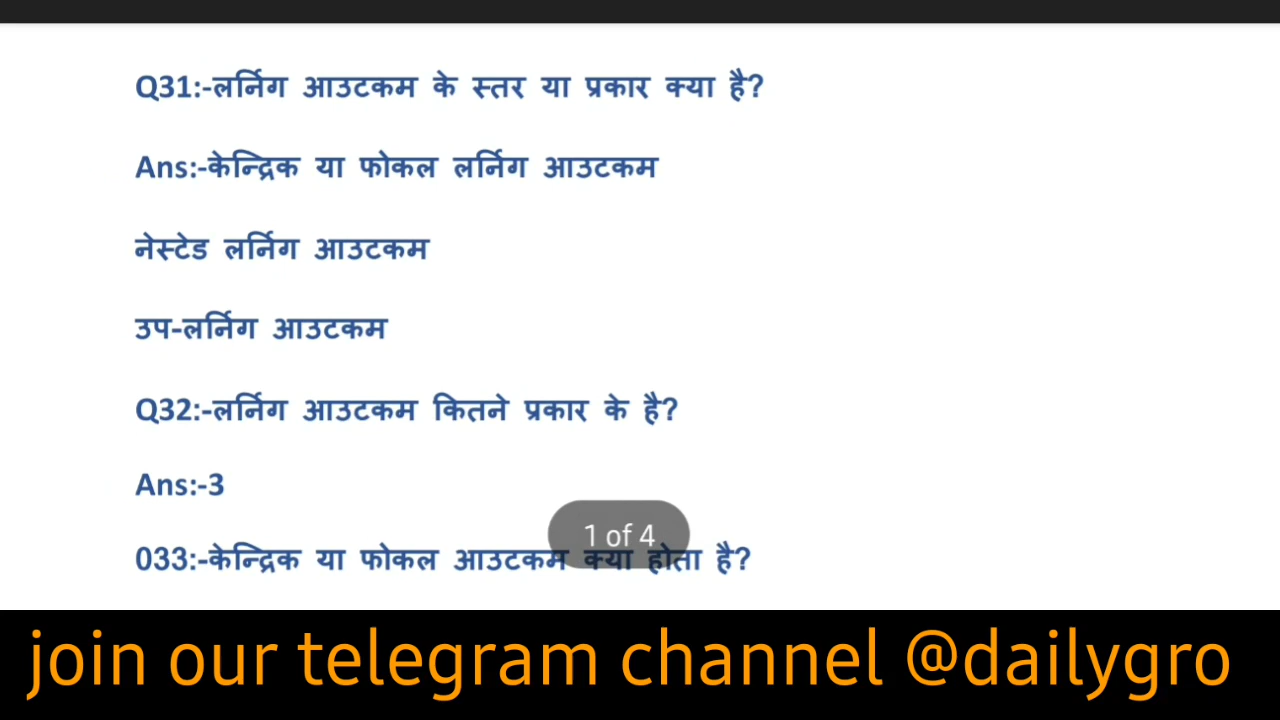 Q31:-लर्निग आउटकम के स्तर या प्रकार क्या है?
Ans:-केन्द्रिक या फोकल लर्निग आउटकम
नेस्टेड लर्निग आउटकम
उप-लर्निग आउटकम
Q32:-लर्निग आउटकम कितने प्रकार के है?
Ans:-3
1 of 4
033:-केन्द्रिक या फोकल आउटकम क्या होता है?
join our telegram channel @dailygro